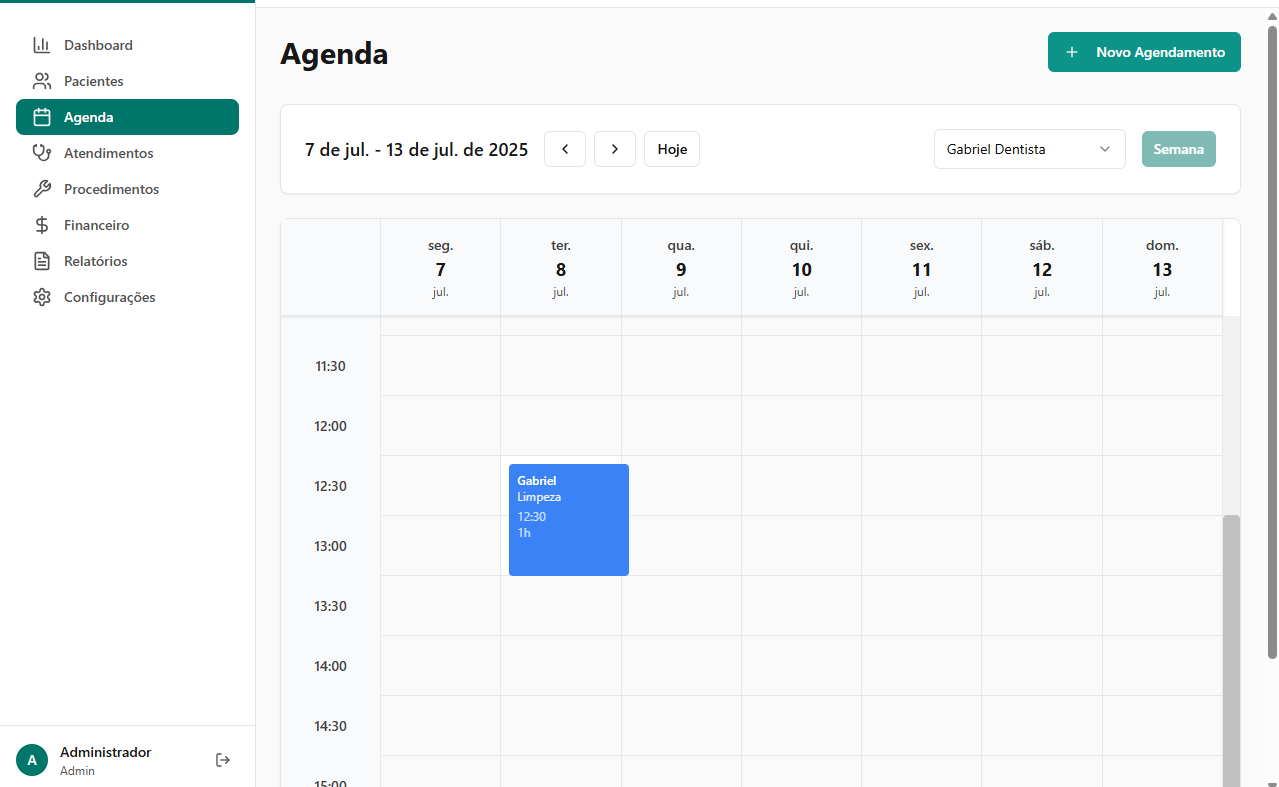 Dashboard
Pacientes
Agenda
Atendimentos
Procedimentos
Financeiro
Relatórios
Configurações
A
Administrador
Admin
Agenda
Novo Agendamento
7 de jul. - 13 de jul. de 2025
Hoje
Gabriel Dentista
Semana
seg. ter. qua. qui. sex. sáb. dom.
7 8 9 10 11 12 13
jul. jul. jul. jul. jul. jul. jul.
11:30
12:00
12:30
Gabriel
Limpeza
12:30
1h
13:00
13:30
14:00
14:30
15:00